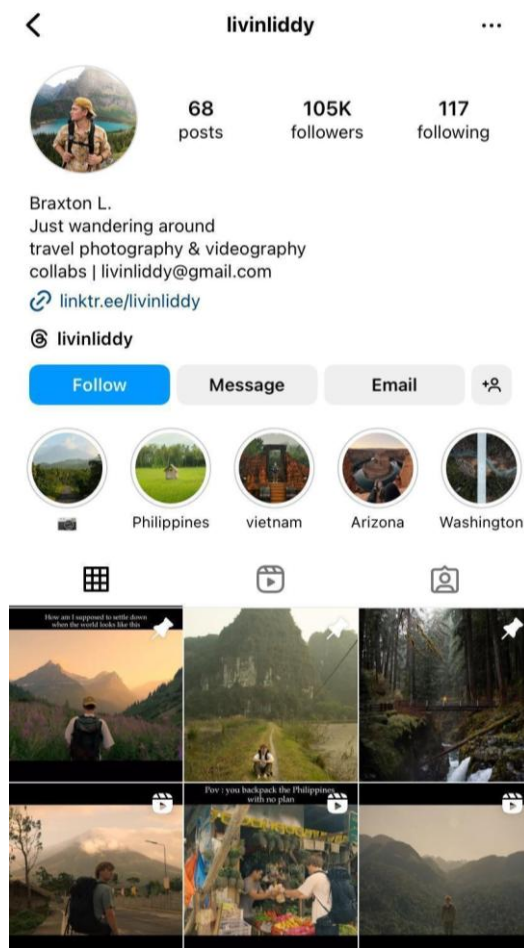 livinliddy
68 105K 117
posts followers following
Braxton L.
Just wandering around
travel photography & videography
collabs | livinliddy@gmail.com
linktr.ee/livinliddy
livinliddy
Follow Message Email
Philippines vietnam Arizona Washington
How am I supposed to settle down
when the world looks like this
Pov : you backpack the Philippines
with no plan